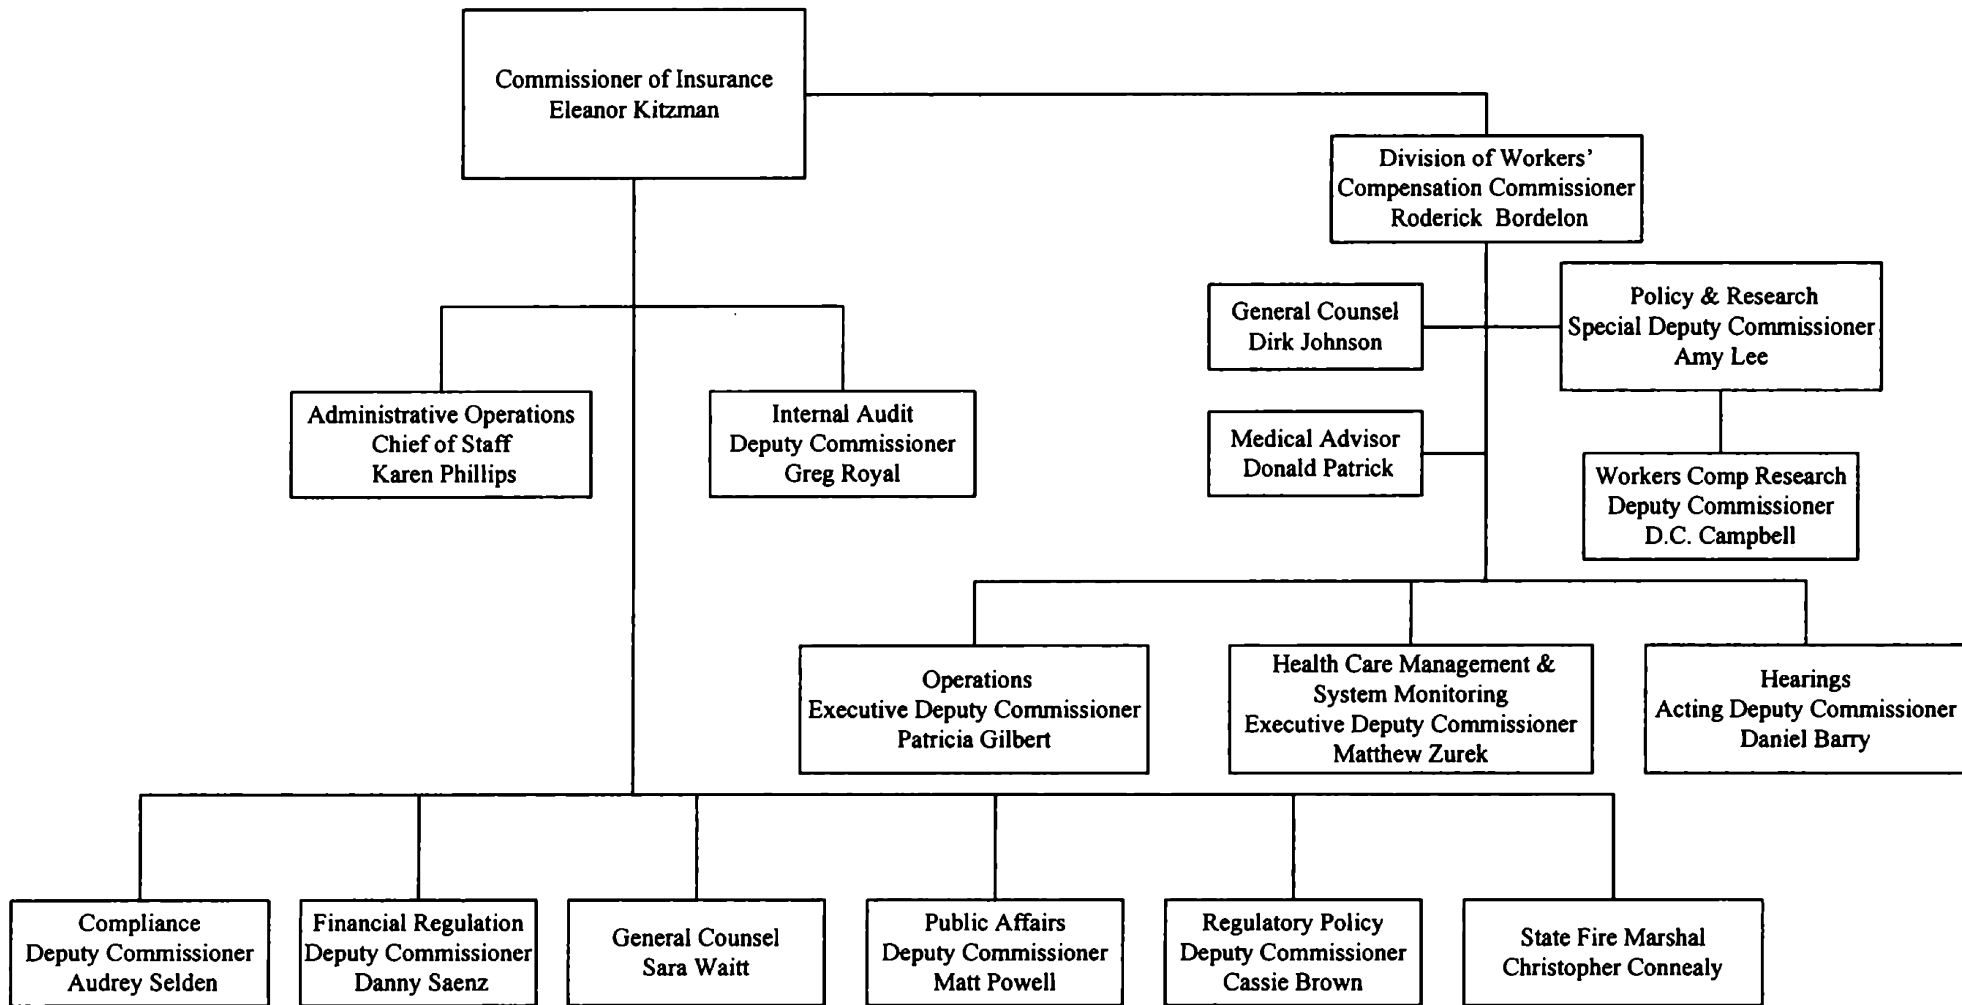 Commissioner of Insurance
Eleanor Kitzman
Division of Workers'
Compensation Commissioner
Roderick Bordelon
General Counsel
Dirk Johnson
Policy & Research
Special Deputy Commissioner
Amy Lee
Administrative Operations
Chief of Staff
Karen Phillips
Internal Audit
Deputy Commissioner
Greg Royal
Medical Advisor
Donald Patrick
Workers Comp Research
Deputy Commissioner
D.C. Campbell
Operations
Executive Deputy Commissioner
Patricia Gilbert
Health Care Management &
System Monitoring
Executive Deputy Commissioner
Matthew Zurek
Hearings
Acting Deputy Commissioner
Daniel Barry
Compliance
Deputy Commissioner
Audrey Selden
Financial Regulation
Deputy Commissioner
Danny Saenz
General Counsel
Sara Waitt
Public Affairs
Deputy Commissioner
Matt Powell
Regulatory Policy
Deputy Commissioner
Cassie Brown
State Fire Marshal
Christopher Connealy